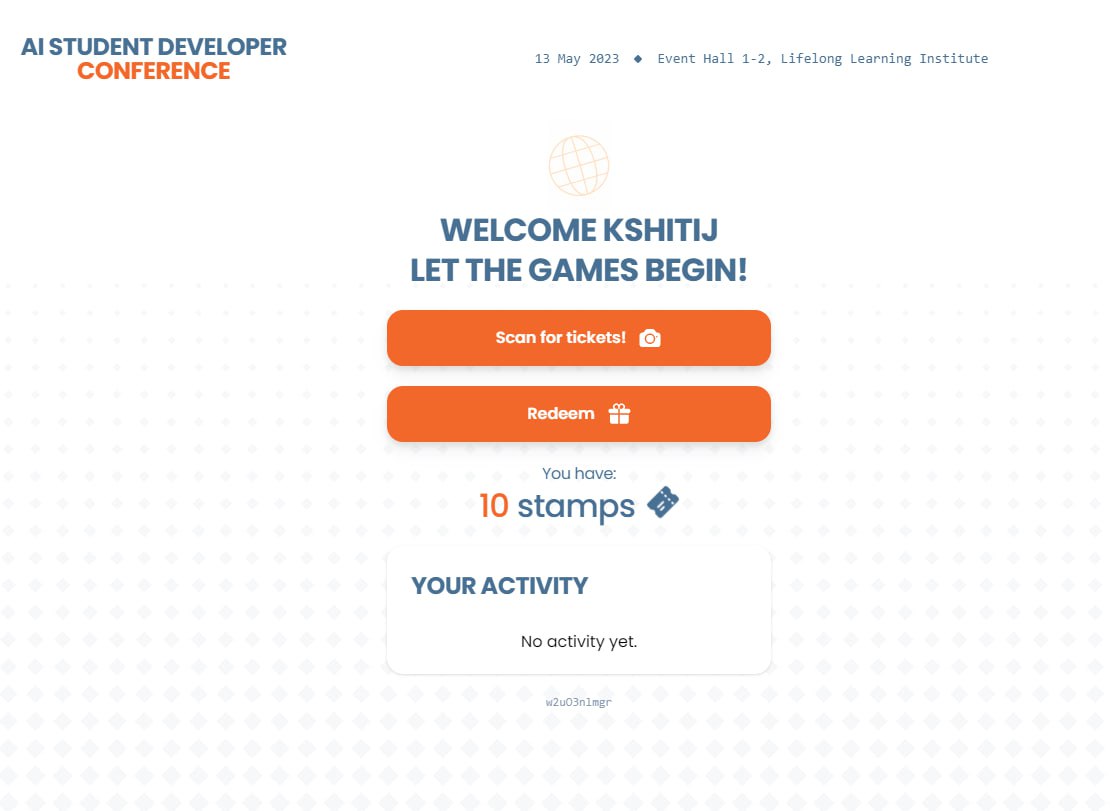 AI STUDENT DEVELOPER
CONFERENCE
13 May 2023 ◆ Event Hall 1-2, Lifelong Learning Institute
WELCOME KSHITIJ
LET THE GAMES BEGIN!
Scan for tickets!
Redeem
You have:
10 stamps
YOUR ACTIVITY
No activity yet.
w2uO3nlmgr